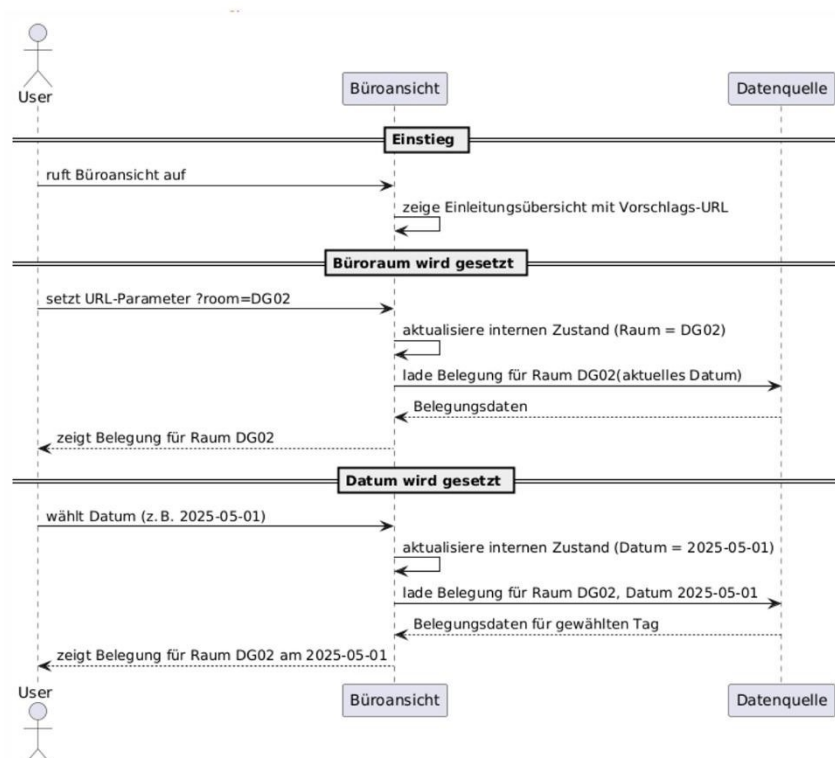 User
Büroansicht
Datenquelle
Einstieg
ruft Büroansicht auf
zeige Einleitungsübersicht mit Vorschlags-URL
Büroraum wird gesetzt
setzt URL-Parameter ?room=DG02
aktualisiere internen Zustand (Raum = DG02)
lade Belegung für Raum DG02(aktuelles Datum)
Belegungsdaten
zeigt Belegung für Raum DG02
Datum wird gesetzt
wählt Datum (z. B. 2025-05-01)
aktualisiere internen Zustand (Datum = 2025-05-01)
lade Belegung für Raum DG02, Datum 2025-05-01
Belegungsdaten für gewählten Tag
zeigt Belegung für Raum DG02 am 2025-05-01
User
Büroansicht
Datenquelle